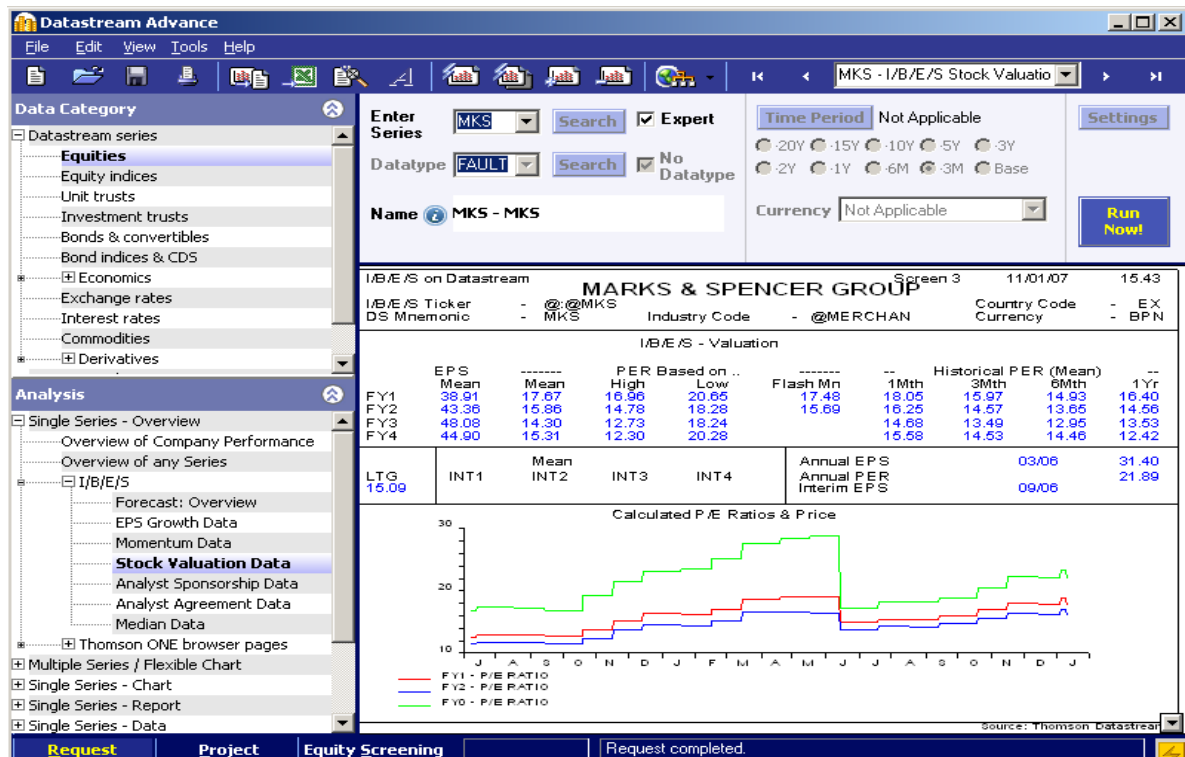 Datastream Advance
File Edit View Tools Help
MKS - I/B/E/S Stock Valuatio
Data Category
Datastream series
Equities
Equity indices
Unit trusts
Investment trusts
Bonds & convertibles
Bond indices & CDS
Economics
Exchange rates
Interest rates
Commodities
Derivatives
Analysis
Single Series - Overview
Overview of Company Performance
Overview of any Series
I/B/E/S
Forecast: Overview
EPS Growth Data
Momentum Data
Stock Valuation Data
Analyst Sponsorship Data
Analyst Agreement Data
Median Data
Thomson ONE browser pages
Multiple Series / Flexible Chart
Single Series - Chart
Single Series - Report
Single Series - Data
Enter Series MKS Search Expert
Datatype FAULT Search No Datatype
Name MKS - MKS
Time Period Not Applicable
-20Y -15Y -10Y -5Y -3Y
-2Y -1Y -6M -3M Base
Currency Not Applicable
Settings
Run Now!
I/B/E/S on Datastream Screen 3 11/01/07 15.43
MARKS & SPENCER GROUP
I/B/E/S Ticker - @:@MKS Country Code - EX
DS Mnemonic - MKS Industry Code - @MERCHAN Currency - BPN
I/B/E/S - Valuation
EPS ------- PER Based on .. ------- -- Historical PER (Mean) --
Mean Mean High Low Flash Mn 1Mth 3Mth 6Mth 1Yr
FY1 38.91 17.67 16.96 20.65 17.48 18.05 15.97 14.93 16.40
FY2 43.36 15.86 14.78 18.28 15.69 16.25 14.57 13.65 14.56
FY3 48.08 14.30 12.73 18.24 14.68 13.49 12.95 13.53
FY4 44.90 15.31 12.30 20.28 15.58 14.53 14.46 12.42
Mean
LTG INT1 INT2 INT3 INT4
15.09
Annual EPS 03/06 31.40
Annual PER 21.89
Interim EPS 09/06
Calculated P/E Ratios & Price
30
20
10
J A S O N D J F M A M J J A S O N D J
FY1 - P/E RATIO
FY2 - P/E RATIO
FY0 - P/E RATIO
Source: Thomson Datastream
Request Project Equity Screening Request completed.